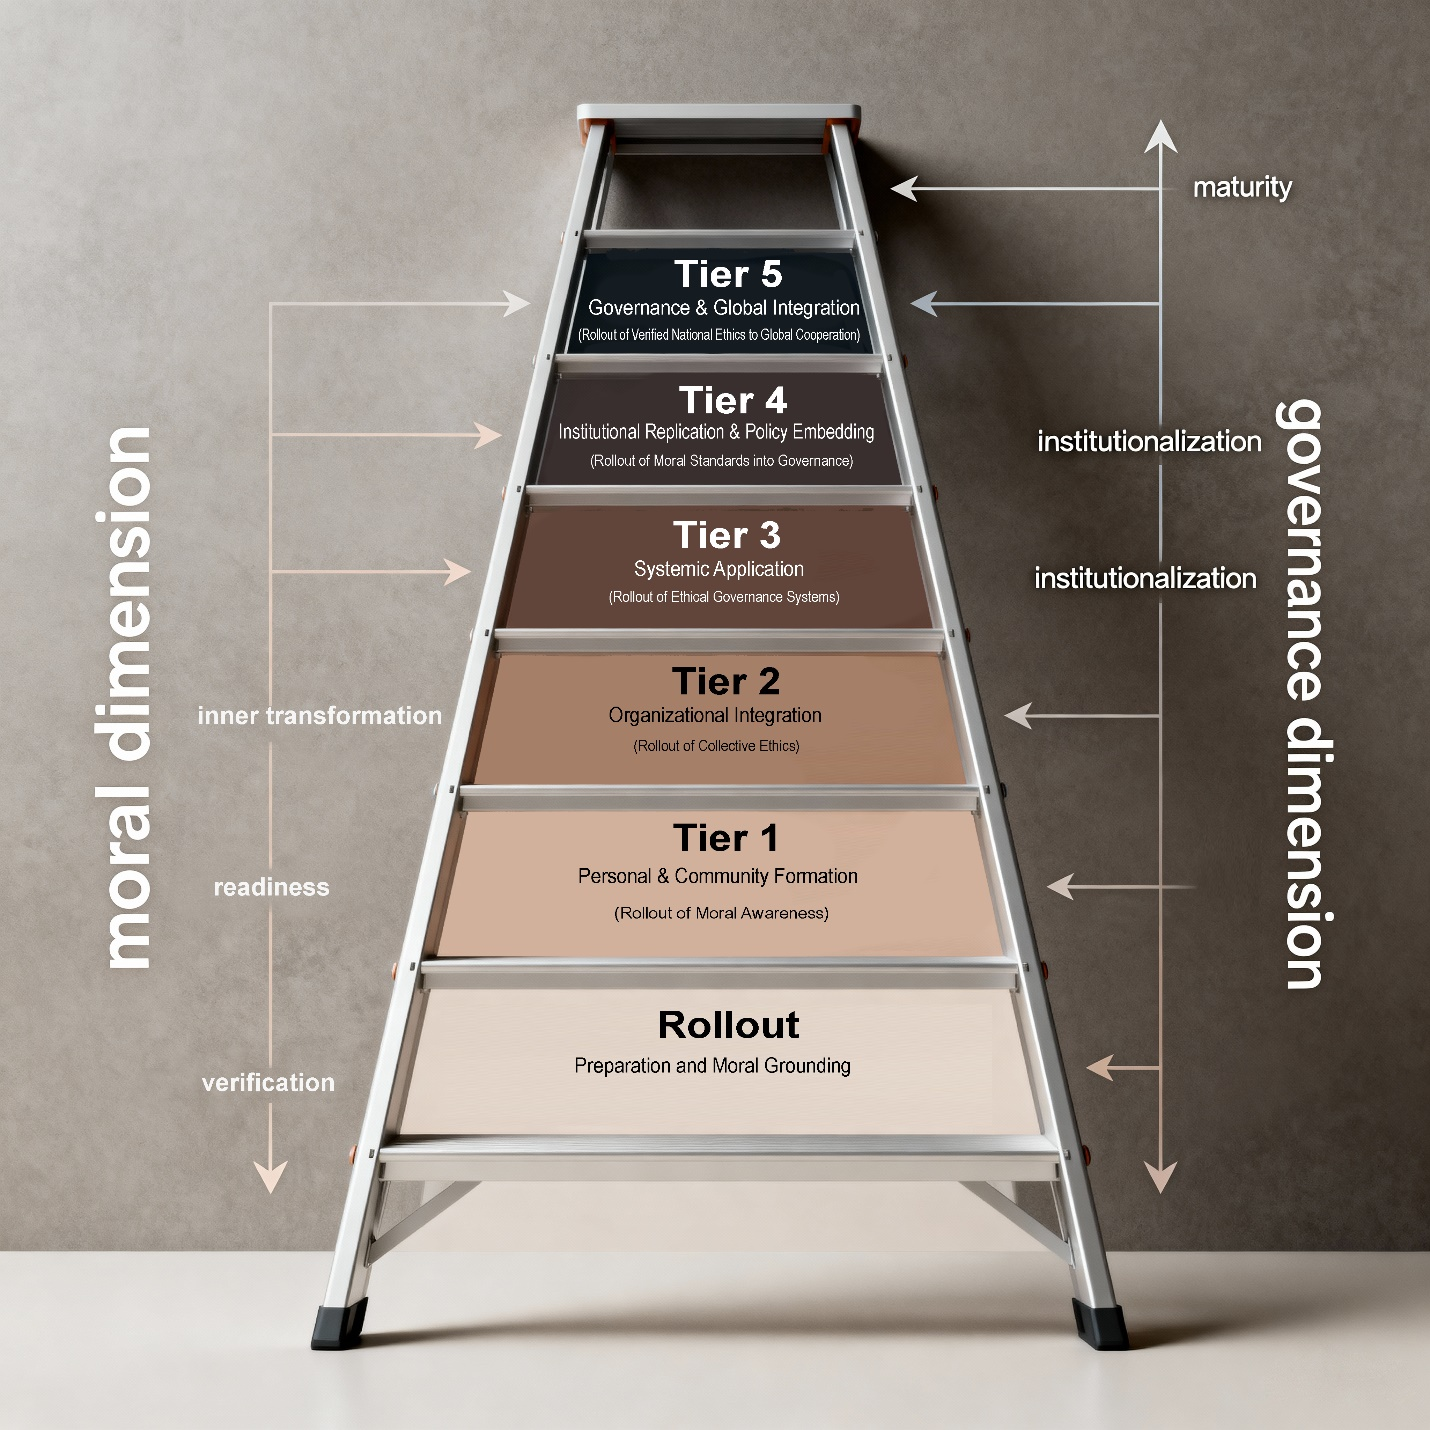 maturity
Tier 5
Governance & Global Integration
(Rollout of Verified National Ethics to Global Cooperation)
Tier 4
Institutional Replication & Policy Embedding
(Rollout of Moral Standards into Governance)
institutionalization
Tier 3
Systemic Application
(Rollout of Ethical Governance Systems)
institutionalization
Tier 2
Organizational Integration
(Rollout of Collective Ethics)
inner transformation
Tier 1
Personal & Community Formation
(Rollout of Moral Awareness)
readiness
Rollout
Preparation and Moral Grounding
verification
moral dimension
governance dimension